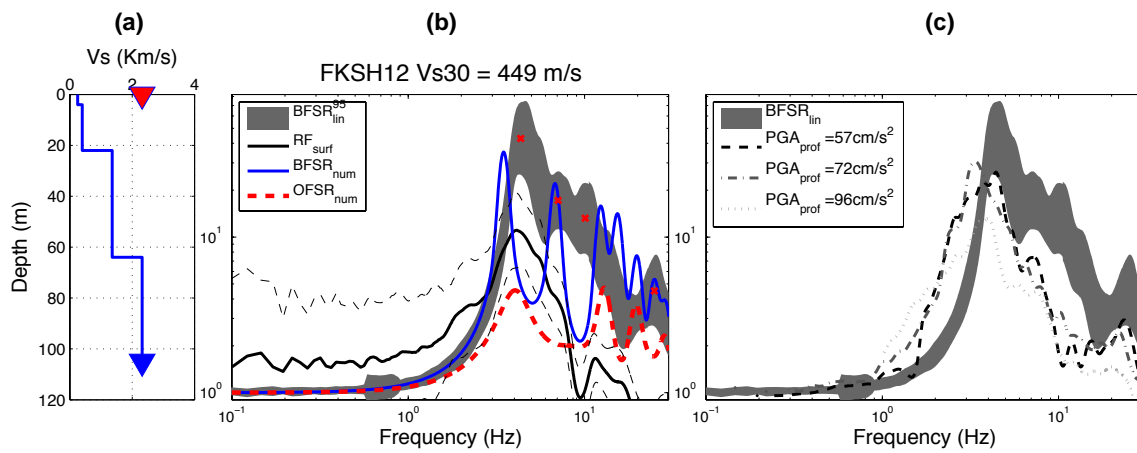 (a)
(b)
(c)
Vs (Km/s)
0 2 4
0
20
40
60
80
100
120
Depth (m)
FKSH12 Vs30 = 449 m/s
BFSR_lin^95
RF_surf
BFSR_num
OFSR_num
10^1
10^0
10^-1 10^0 10^1
Frequency (Hz)
BFSR_lin
PGA_prof =57cm/s^2
PGA_prof =72cm/s^2
PGA_prof =96cm/s^2
10^1
10^0
10^-1 10^0 10^1
Frequency (Hz)